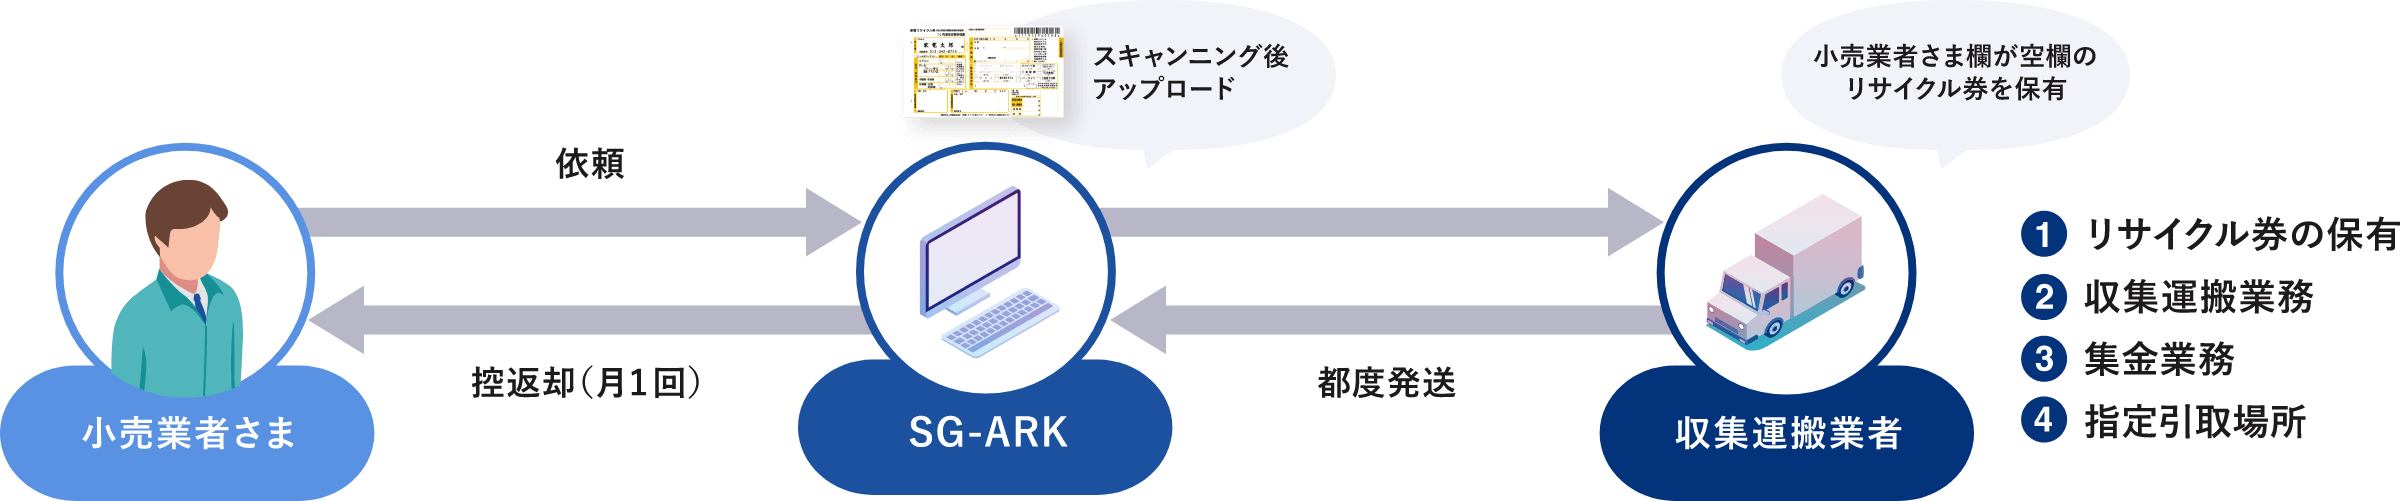 スキャンニング後
アップロード
小売業者さま欄が空欄の
リサイクル券を保有
依頼
控返却（月1回）
都度発送
小売業者さま
SG-ARK
収集運搬業者
1 リサイクル券の保有
2 収集運搬業務
3 集金業務
4 指定引取場所
家電太郎